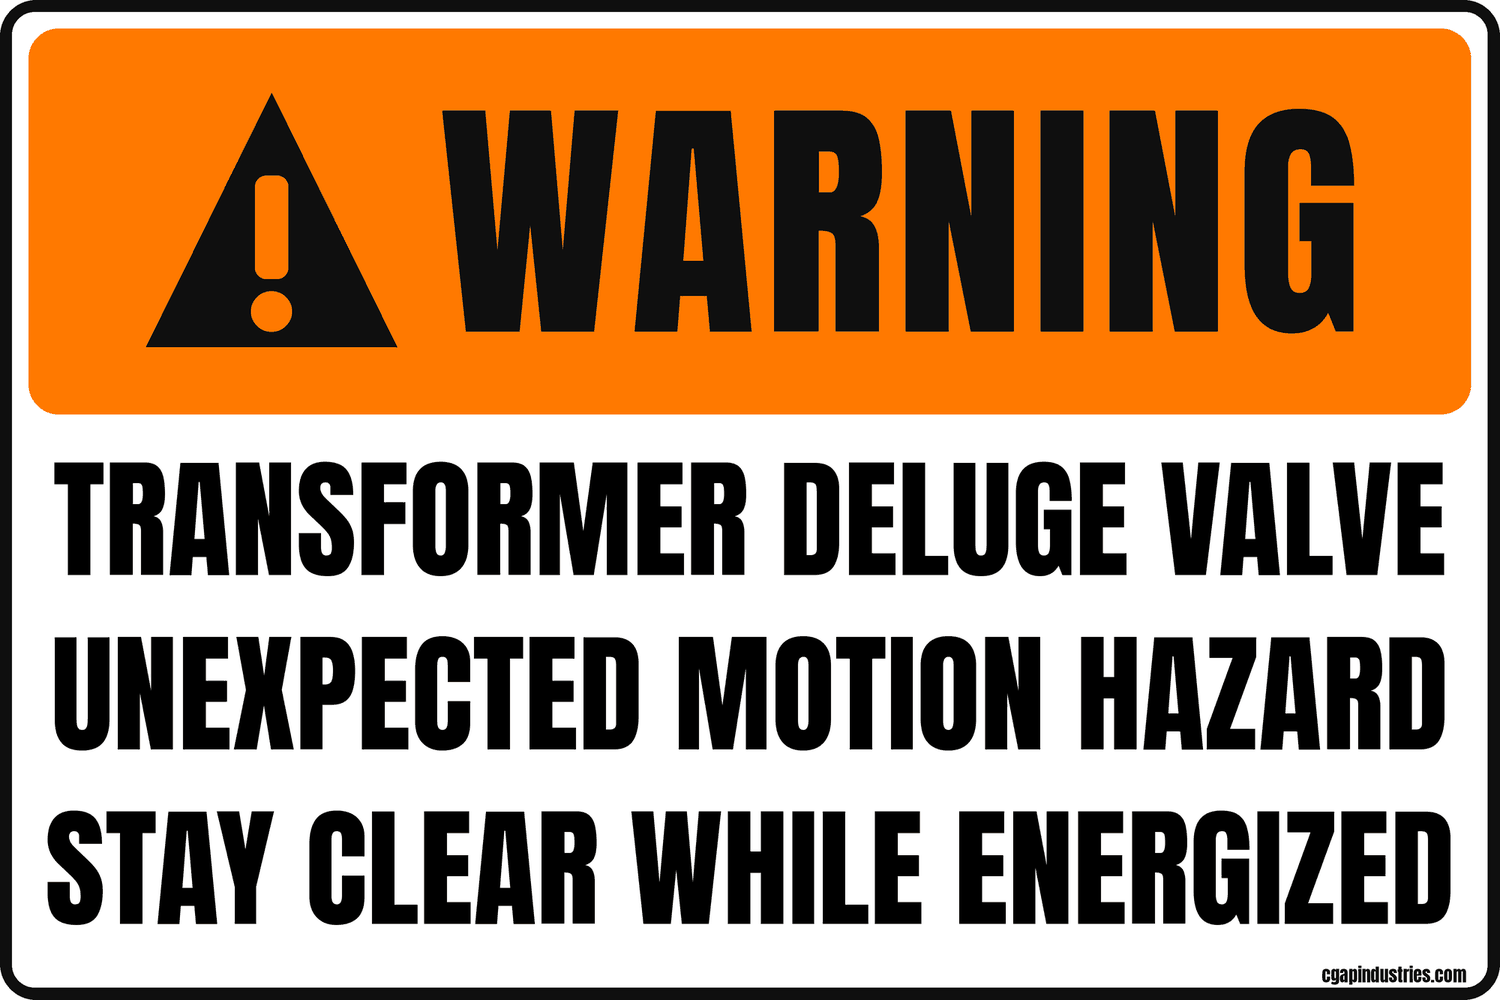 WARNING
TRANSFORMER DELUGE VALVE
UNEXPECTED MOTION HAZARD
STAY CLEAR WHILE ENERGIZED
cgapindustries.com